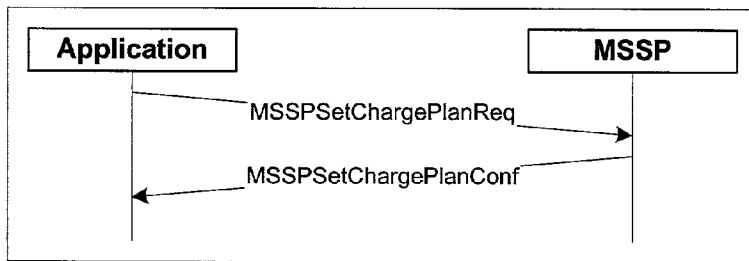 Application
MSSP
MSSPSetChargePlanReq
MSSPSetChargePlanConf